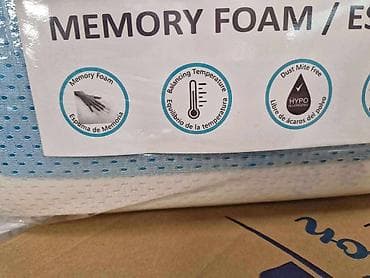 MEMORY FOAM / ES
Memory Foam
Espuma de Memoria
Balancing Temperature
Equilibrio de la temperatura
Dust Mite Free
HYPO
Libre de ácaros del polvo